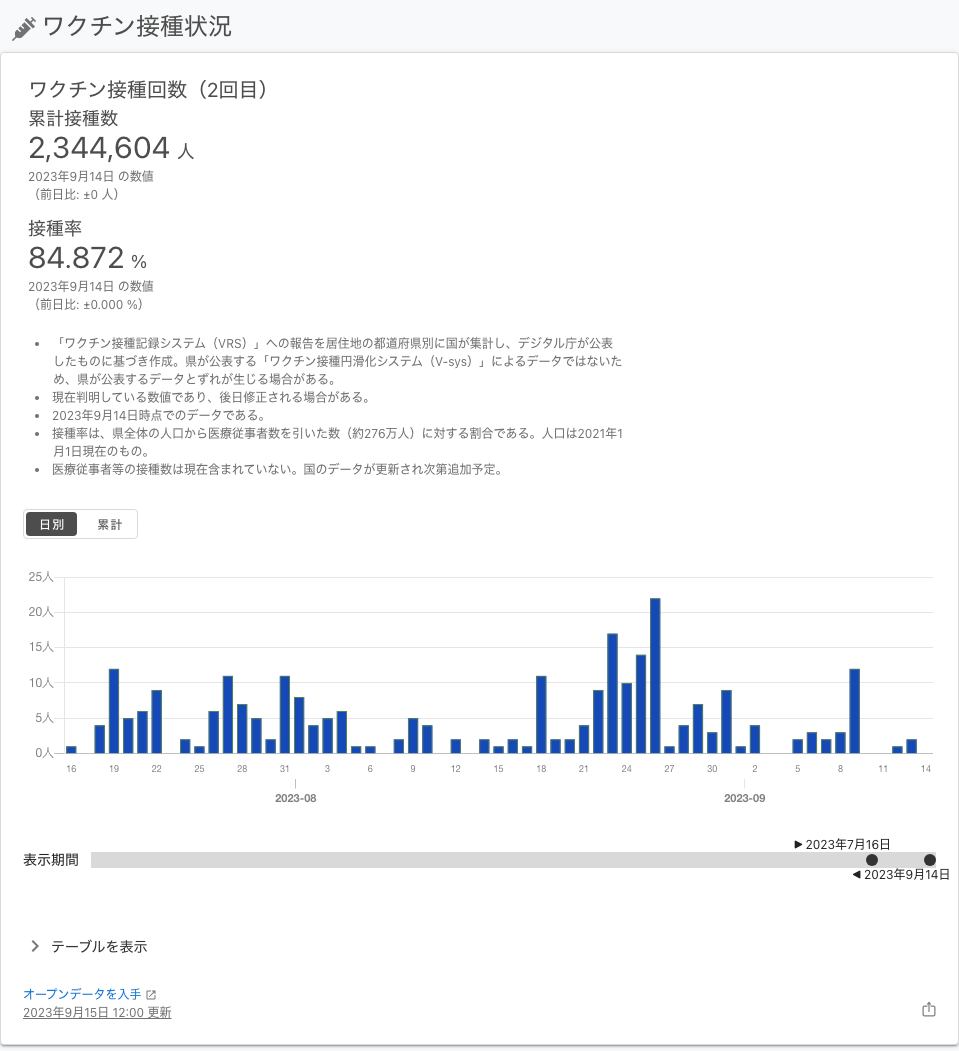 ワクチン接種状況
ワクチン接種回数（2回目）
累計接種数
2,344,604 人
2023年9月14日 の数値
（前日比: ±0 人）
接種率
84.872 %
2023年9月14日 の数値
（前日比: ±0.000 %）
• 「ワクチン接種記録システム（VRS）」への報告を居住地の都道府県別に国が集計し、デジタル庁が公表
したものに基づき作成。県が公表する「ワクチン接種円滑化システム（V-sys）」によるデータではないた
め、県が公表するデータとずれが生じる場合がある。
• 現在判明している数値であり、後日修正される場合がある。
• 2023年9月14日時点でのデータである。
• 接種率は、県全体の人口から医療従事者数を引いた数（約276万人）に対する割合である。人口は2021年1
月1日現在のもの。
• 医療従事者等の接種数は現在含まれていない。国のデータが更新され次第追加予定。
日別 累計
25人
20人
15人
10人
5人
0人
16 19 22 25 28 31 3 6 9 12 15 18 21 24 27 30 2 5 8 11 14
2023-08 2023-09
▶ 2023年7月16日
表示期間
◀ 2023年9月14日
テーブルを表示
オープンデータを入手
2023年9月15日 12:00 更新